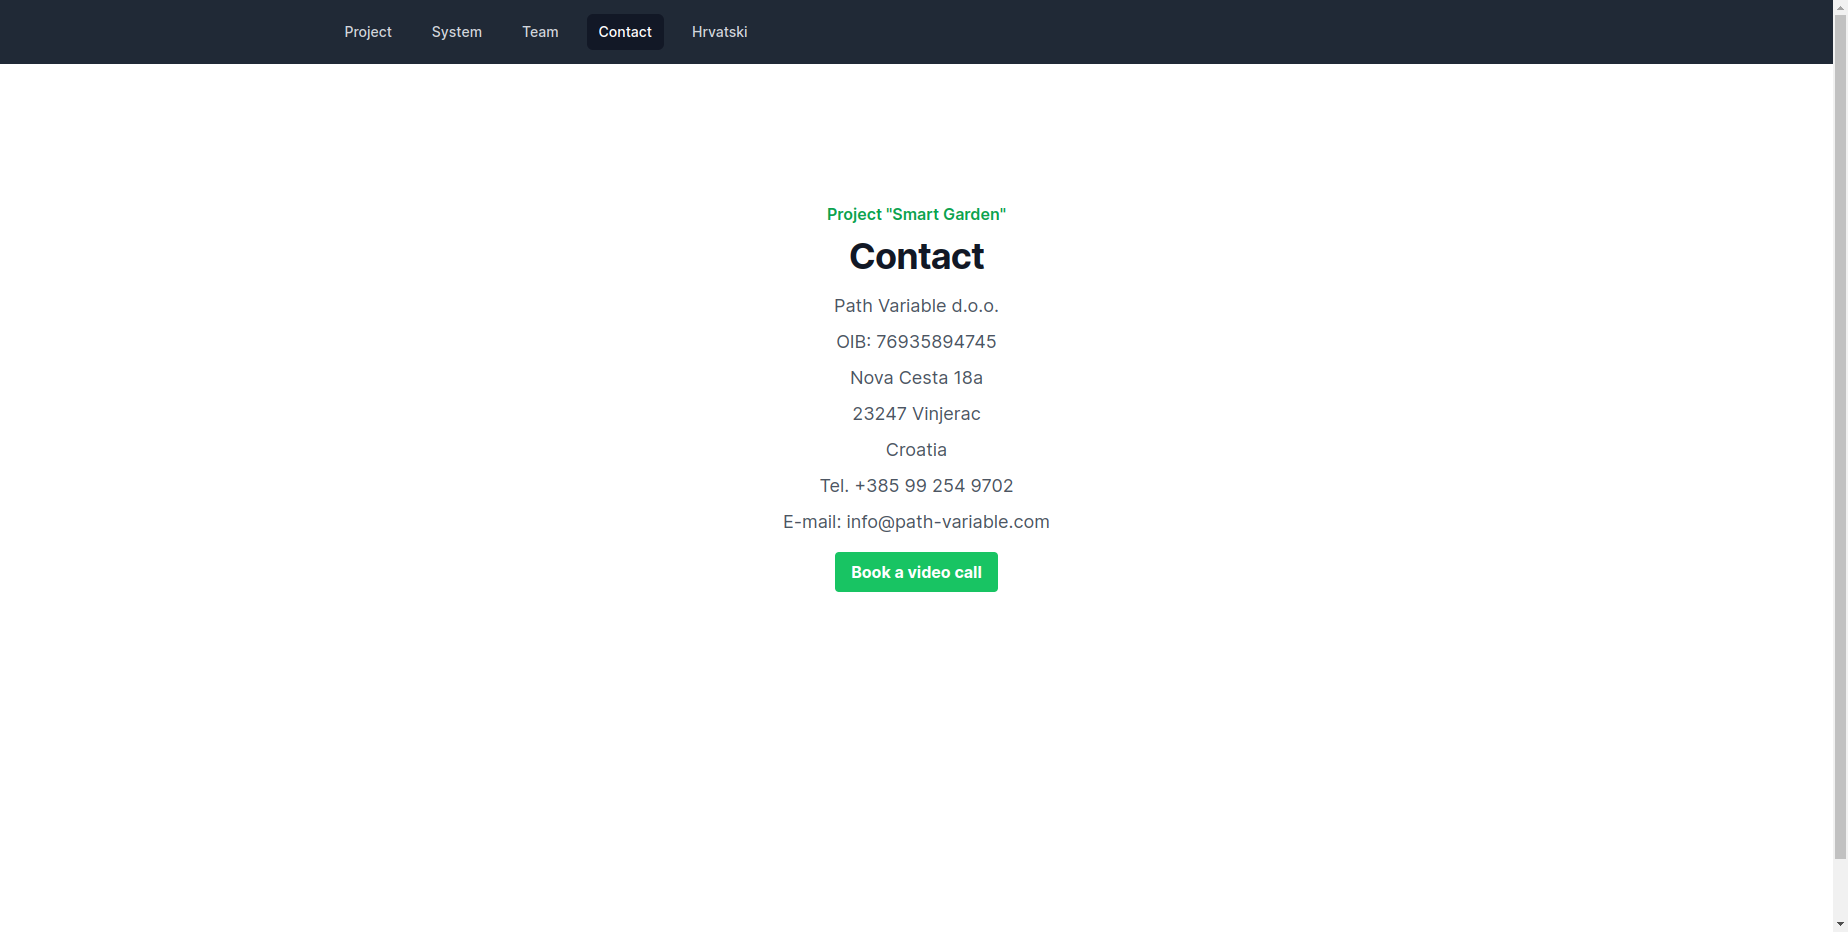 Project System Team Contact Hrvatski
Project "Smart Garden"
Contact
Path Variable d.o.o.
OIB: 76935894745
Nova Cesta 18a
23247 Vinjerac
Croatia
Tel. +385 99 254 9702
E-mail: info@path-variable.com
Book a video call